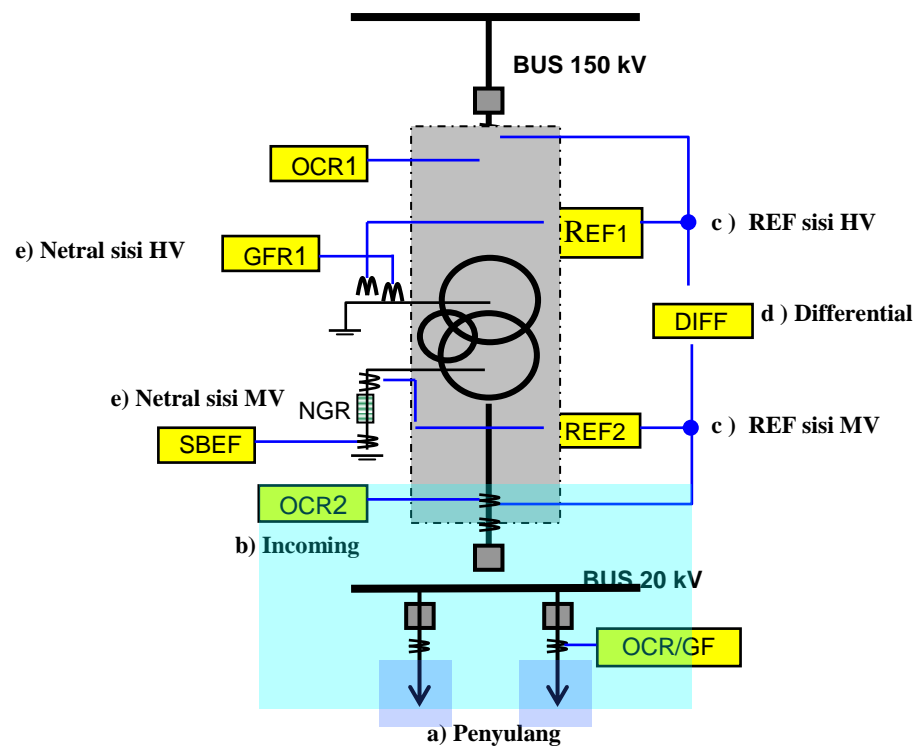 BUS 150 kV
OCR1
REF1
c ) REF sisi HV
e) Netral sisi HV
GFR1
DIFF
d ) Differential
e) Netral sisi MV
NGR
SBEF
REF2
c ) REF sisi MV
OCR2
b) Incoming
BUS 20 kV
OCR/GF
a) Penyulang